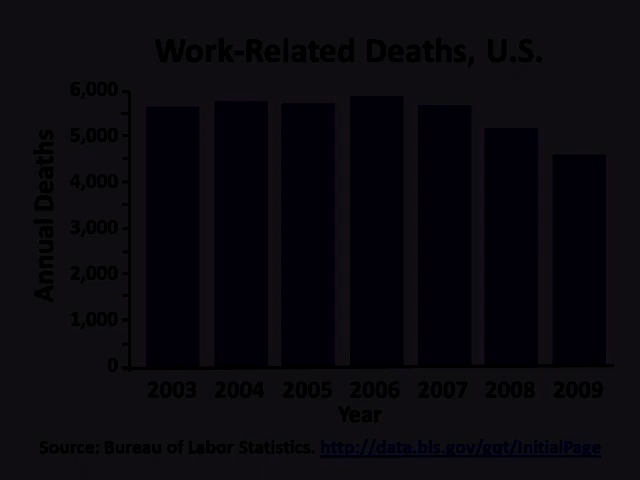 Work-Related Deaths, U.S.
6,000
5,000
4,000
3,000
2,000
1,000
0
Annual Deaths
2003 2004 2005 2006 2007 2008 2009
Year
Source: Bureau of Labor Statistics. http://data.bls.gov/gqt/InitialPage